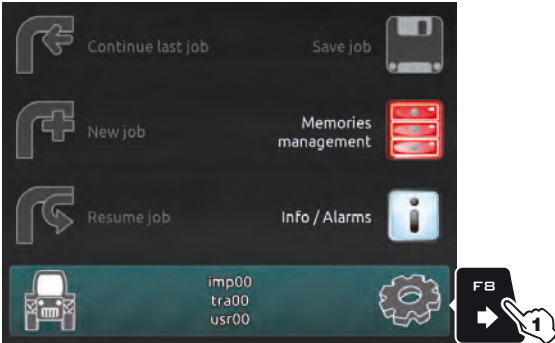 Continue last job
Save job
New job
Memories
management
Resume job
Info / Alarms
imp00
tra00
usr00
F8
1